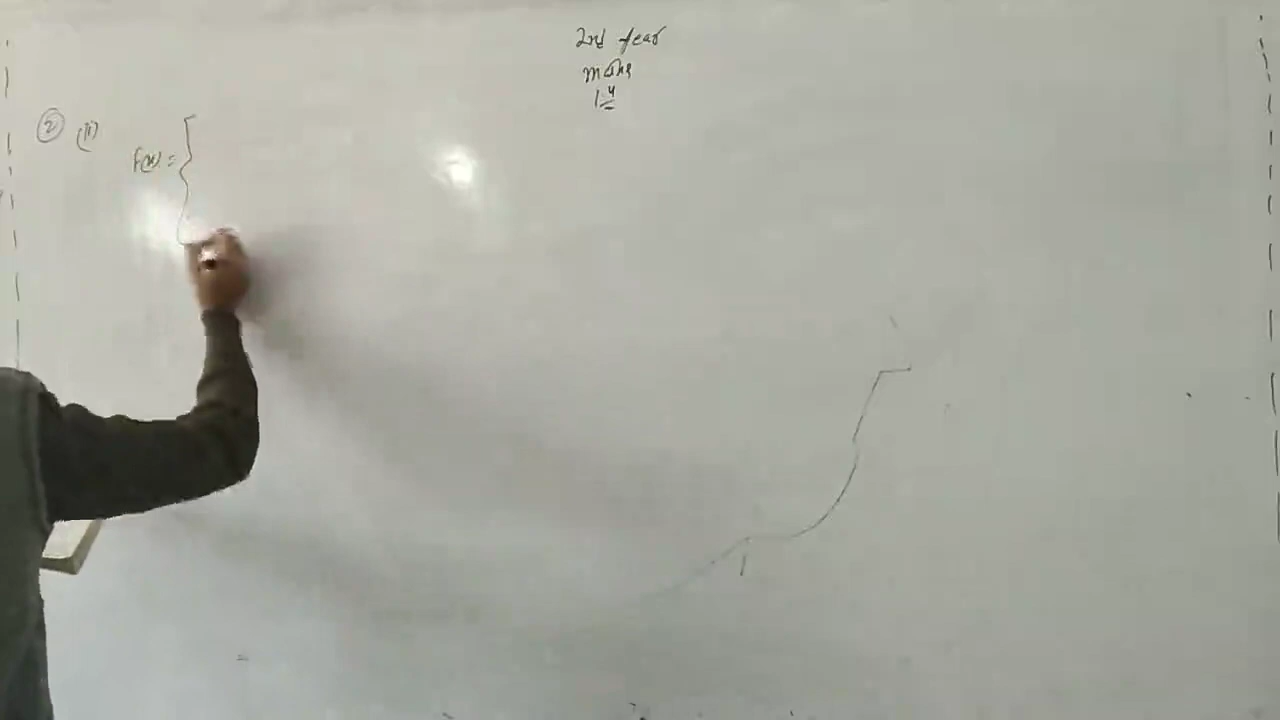 2nd year
Maths
1.4
② (ii)
f(x) = {